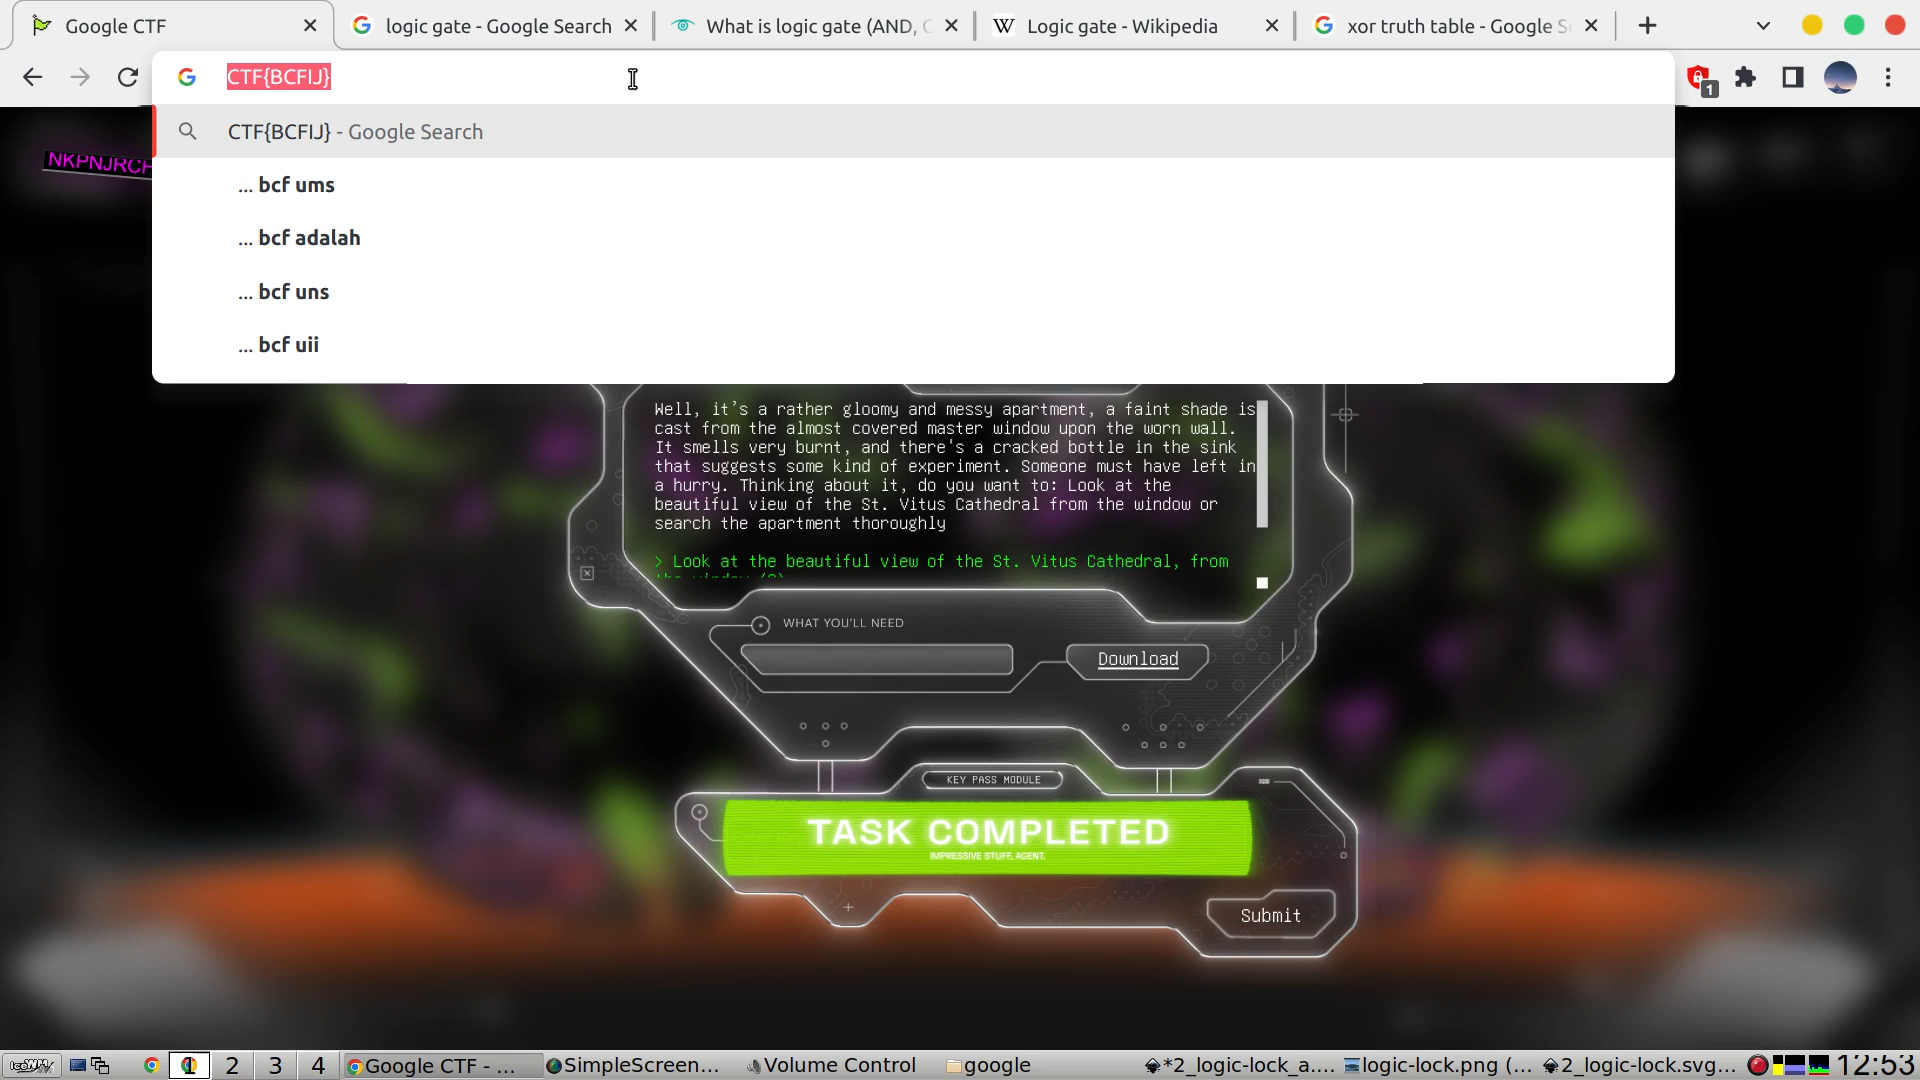 Google CTF
logic gate - Google Search
What is logic gate (AND,
Logic gate - Wikipedia
xor truth table - Google S
CTF{BCFIJ}
1
CTF{BCFIJ} - Google Search
... bcf ums
... bcf adalah
... bcf uns
... bcf uii
NKPNJRCH
Well, it's a rather gloomy and messy apartment, a faint shade is
cast from the almost covered master window upon the worn wall.
It smells very burnt, and there's a cracked bottle in the sink
that suggests some kind of experiment. Someone must have left in
a hurry. Thinking about it, do you want to: Look at the
beautiful view of the St. Vitus Cathedral from the window or
search the apartment thoroughly
> Look at the beautiful view of the St. Vitus Cathedral, from
WHAT YOU'LL NEED
Download
KEY PASS MODULE
TASK COMPLETED
IMPRESSIVE STUFF, AGENT.
Submit
IceWM 1 2 3 4 Google CTF - ... SimpleScreen... Volume Control google *2_logic-lock_a.... logic-lock.png (... 2_logic-lock.svg... 12:53